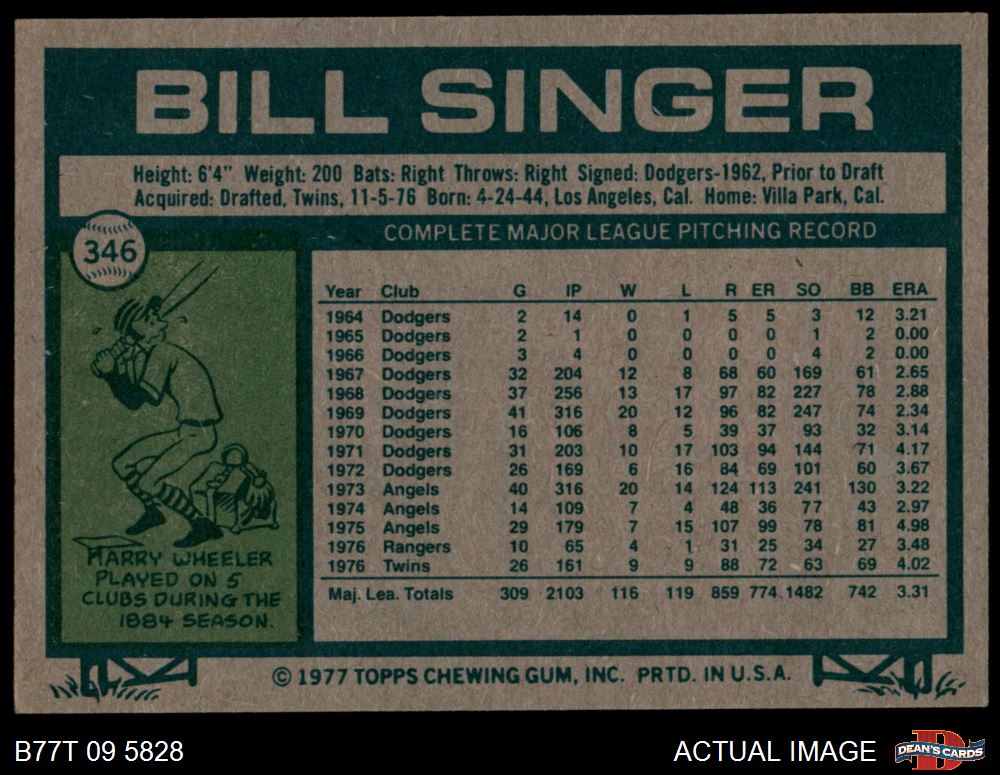 BILL SINGER
Height: 6'4" Weight: 200 Bats: Right Throws: Right Signed: Dodgers-1962, Prior to Draft
Acquired: Drafted, Twins, 11-5-76 Born: 4-24-44, Los Angeles, Cal. Home: Villa Park, Cal.
346
COMPLETE MAJOR LEAGUE PITCHING RECORD
Year Club G IP W L R ER SO BB ERA
1964 Dodgers 2 14 0 1 5 5 3 12 3.21
1965 Dodgers 2 1 0 0 0 0 1 2 0.00
1966 Dodgers 3 4 0 0 0 0 4 2 0.00
1967 Dodgers 32 204 12 8 68 60 169 61 2.65
1968 Dodgers 37 256 13 17 97 82 227 78 2.88
1969 Dodgers 41 316 20 12 96 82 247 74 2.34
1970 Dodgers 16 106 8 5 39 37 93 32 3.14
1971 Dodgers 31 203 10 17 103 94 144 71 4.17
1972 Dodgers 26 169 6 16 84 69 101 60 3.67
1973 Angels 40 316 20 14 124 113 241 130 3.22
1974 Angels 14 109 7 4 48 36 77 43 2.97
1975 Angels 29 179 7 15 107 99 78 81 4.98
1976 Rangers 10 65 4 1 31 25 34 27 3.48
1976 Twins 26 161 9 9 88 72 63 69 4.02
Maj. Lea. Totals 309 2103 116 119 859 774 1482 742 3.31
HARRY WHEELER
PLAYED ON 5
CLUBS DURING THE
1884 SEASON.
© 1977 TOPPS CHEWING GUM, INC. PRTD. IN U.S.A.
B77T 09 5828
ACTUAL IMAGE
D
DEAN'S CARDS